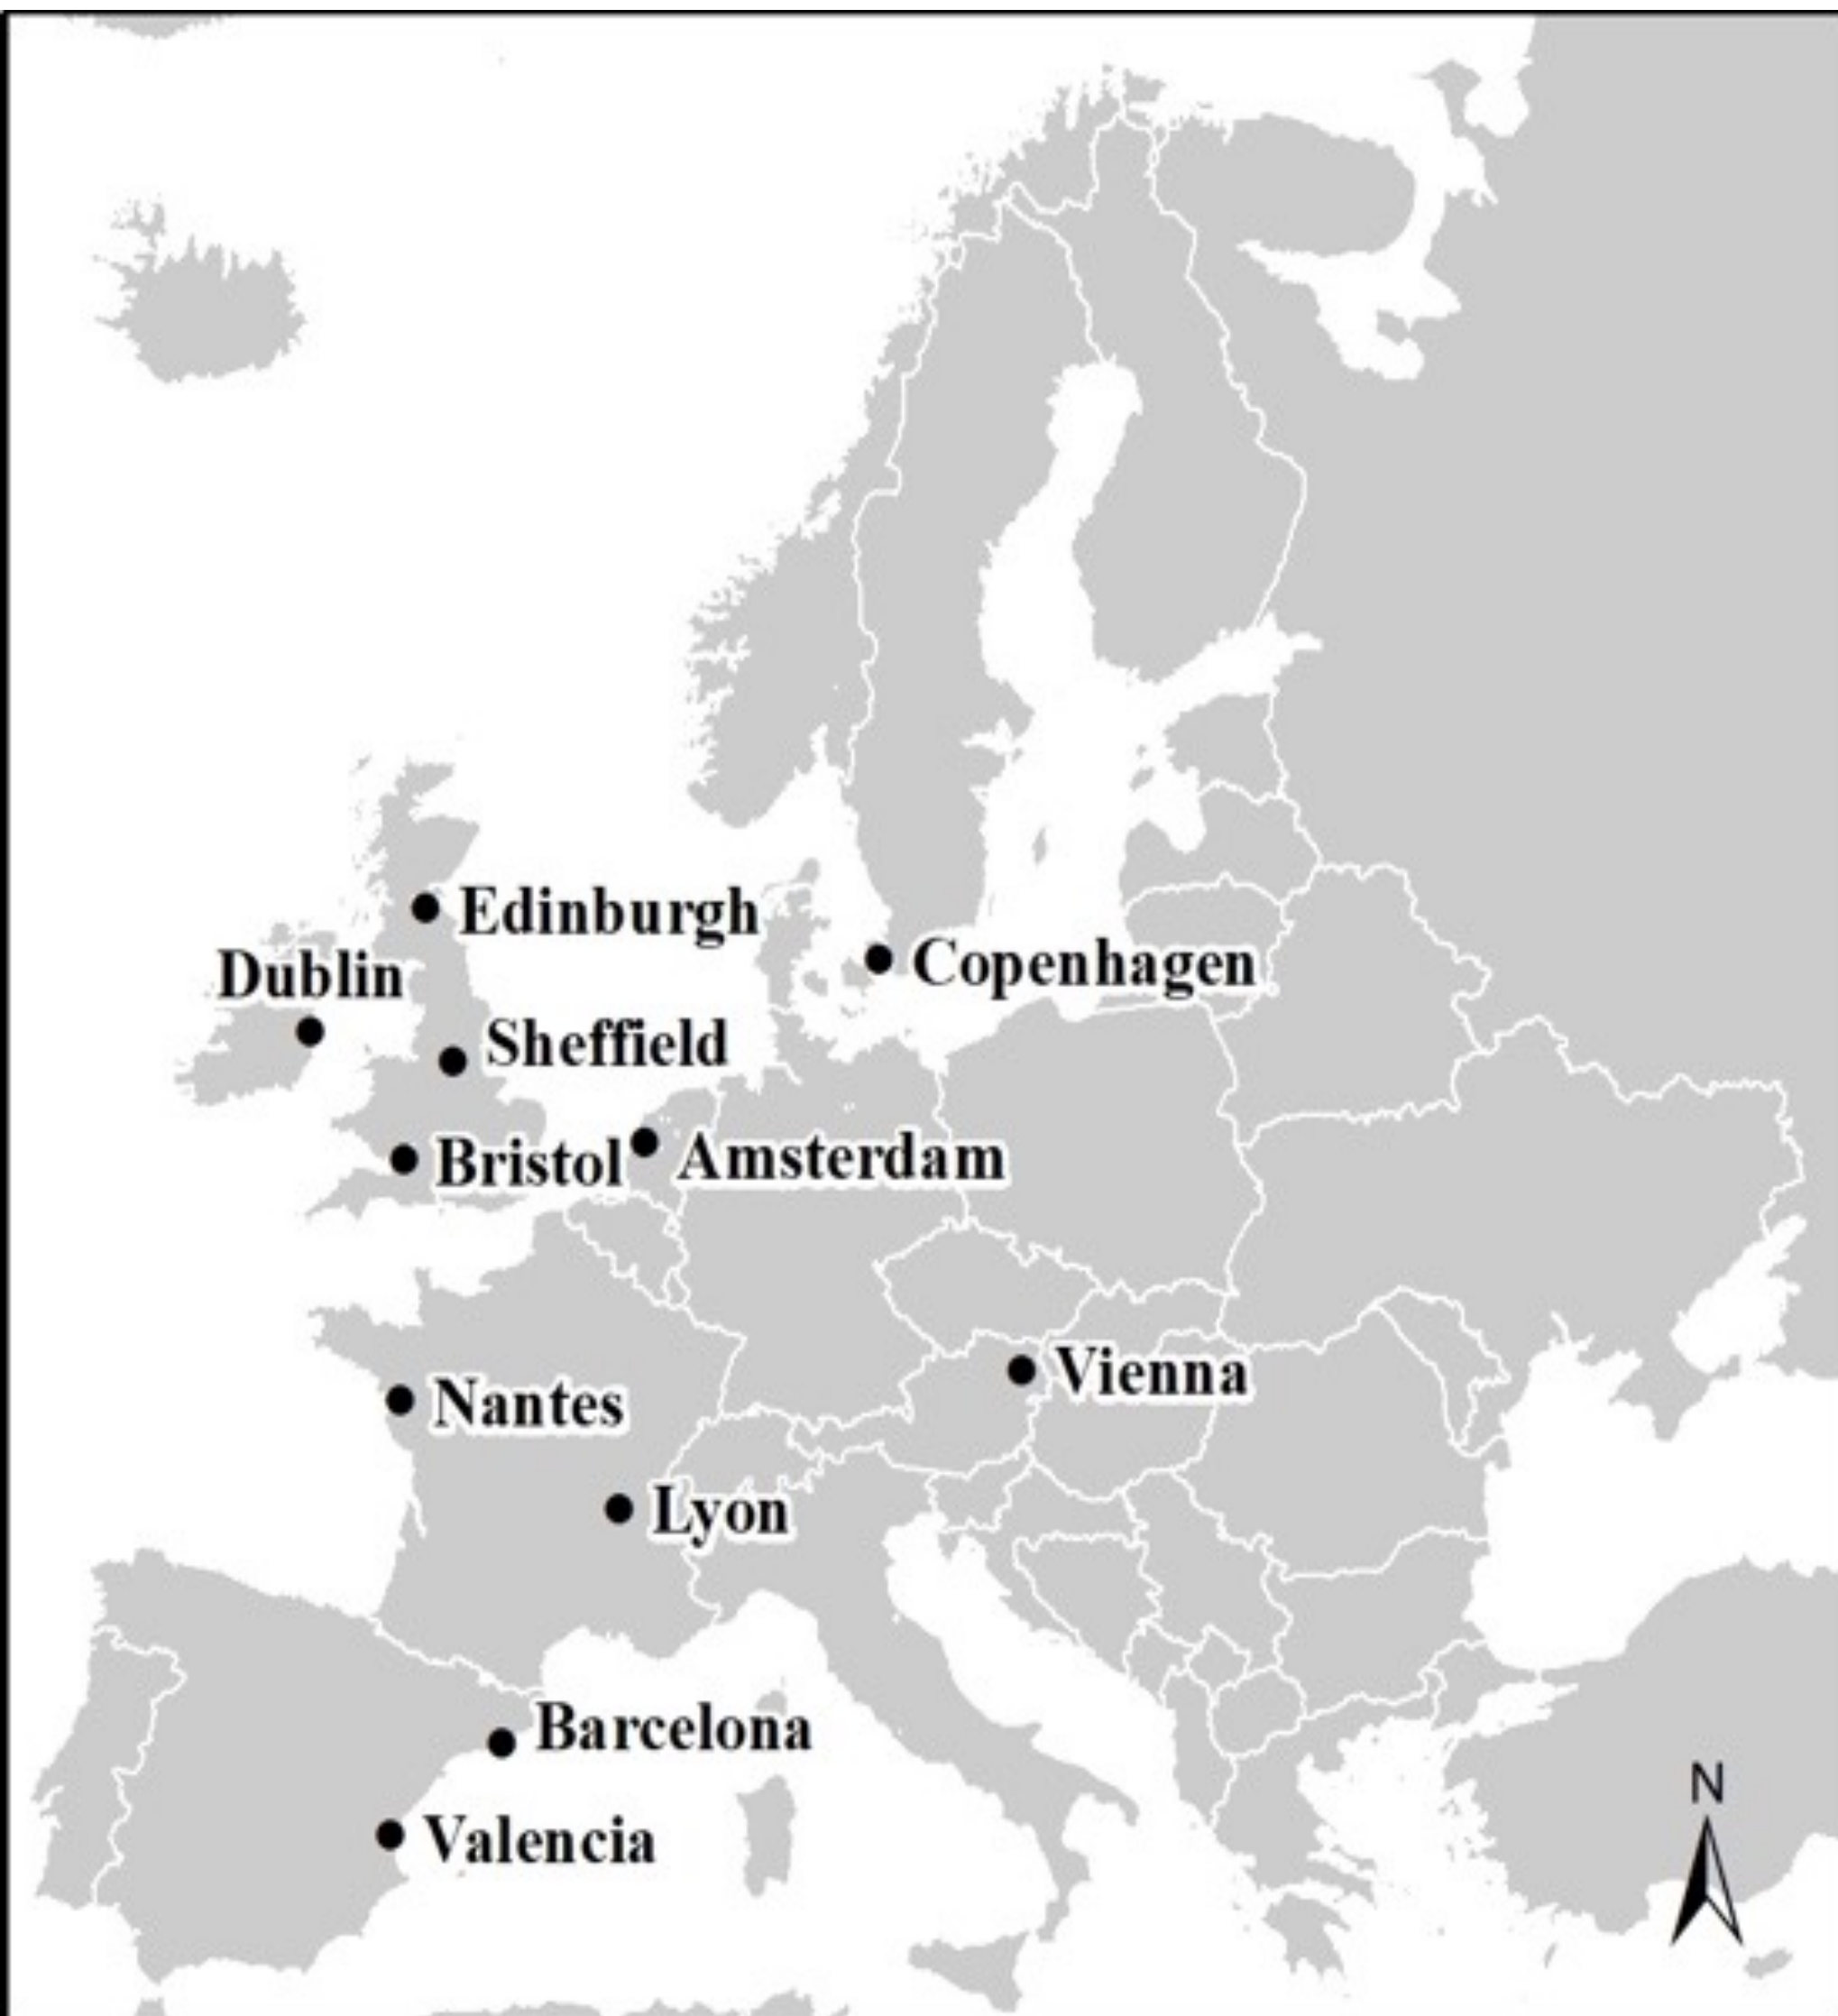 Edinburgh
Copenhagen
Dublin
Sheffield
Bristol
Amsterdam
Vienna
Nantes
Lyon
Barcelona
N
Valencia